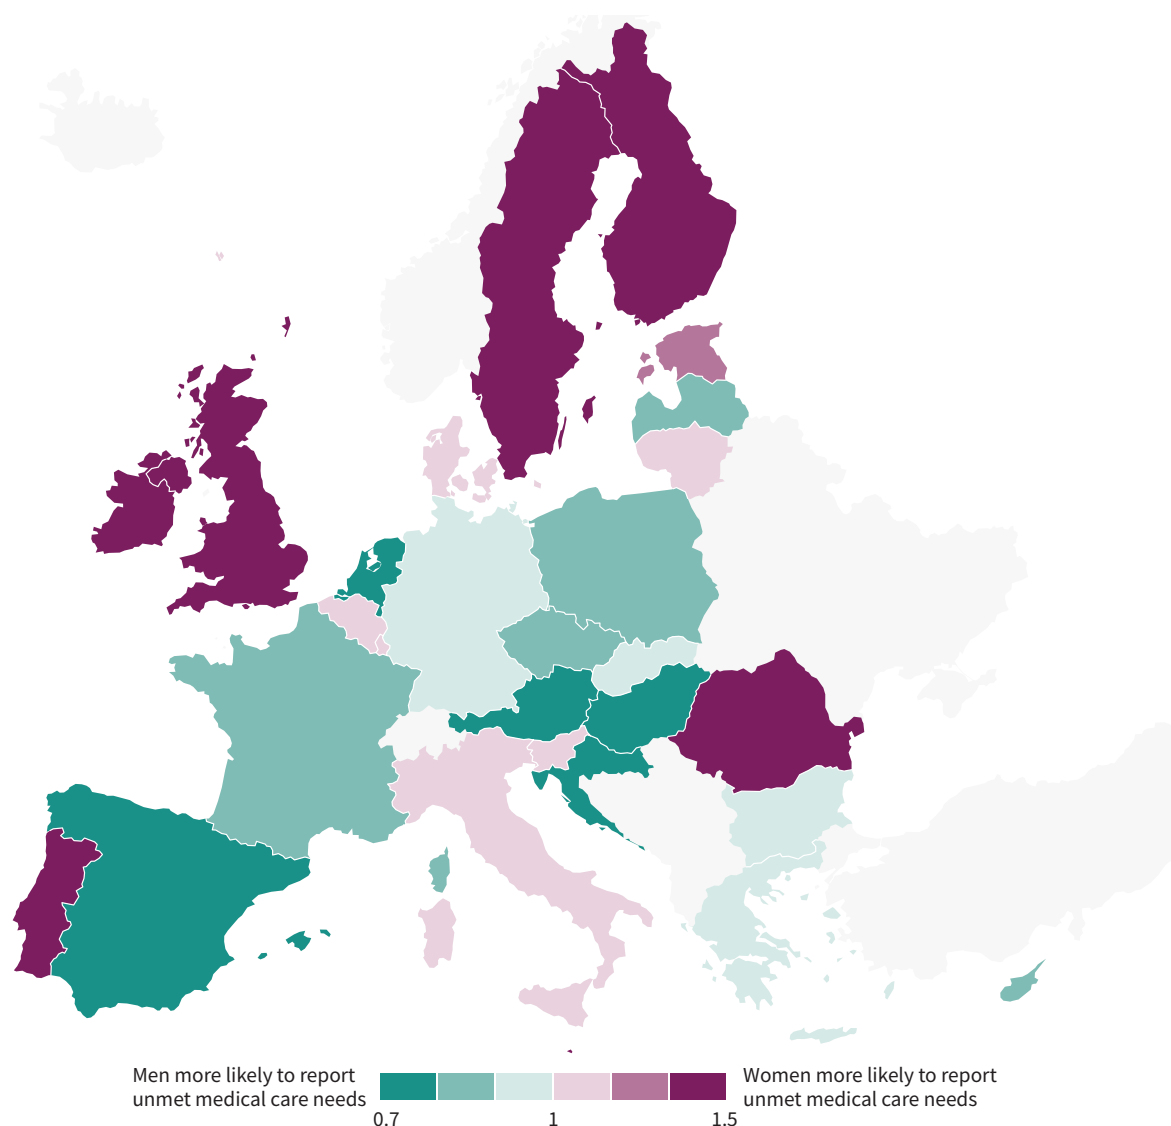 Men more likely to report
unmet medical care needs
Women more likely to report
unmet medical care needs
0.7
1
1.5